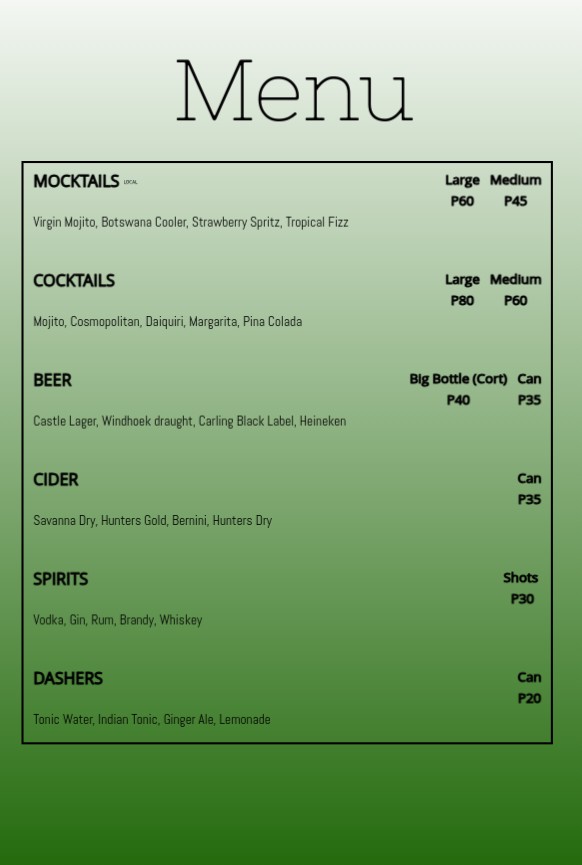 Menu
MOCKTAILS LOCAL Large Medium
P60 P45
Virgin Mojito, Botswana Cooler, Strawberry Spritz, Tropical Fizz
COCKTAILS Large Medium
P80 P60
Mojito, Cosmopolitan, Daiquiri, Margarita, Pina Colada
BEER Big Bottle (Cort) Can
P40 P35
Castle Lager, Windhoek draught, Carling Black Label, Heineken
CIDER Can
P35
Savanna Dry, Hunters Gold, Bernini, Hunters Dry
SPIRITS Shots
P30
Vodka, Gin, Rum, Brandy, Whiskey
DASHERS Can
P20
Tonic Water, Indian Tonic, Ginger Ale, Lemonade